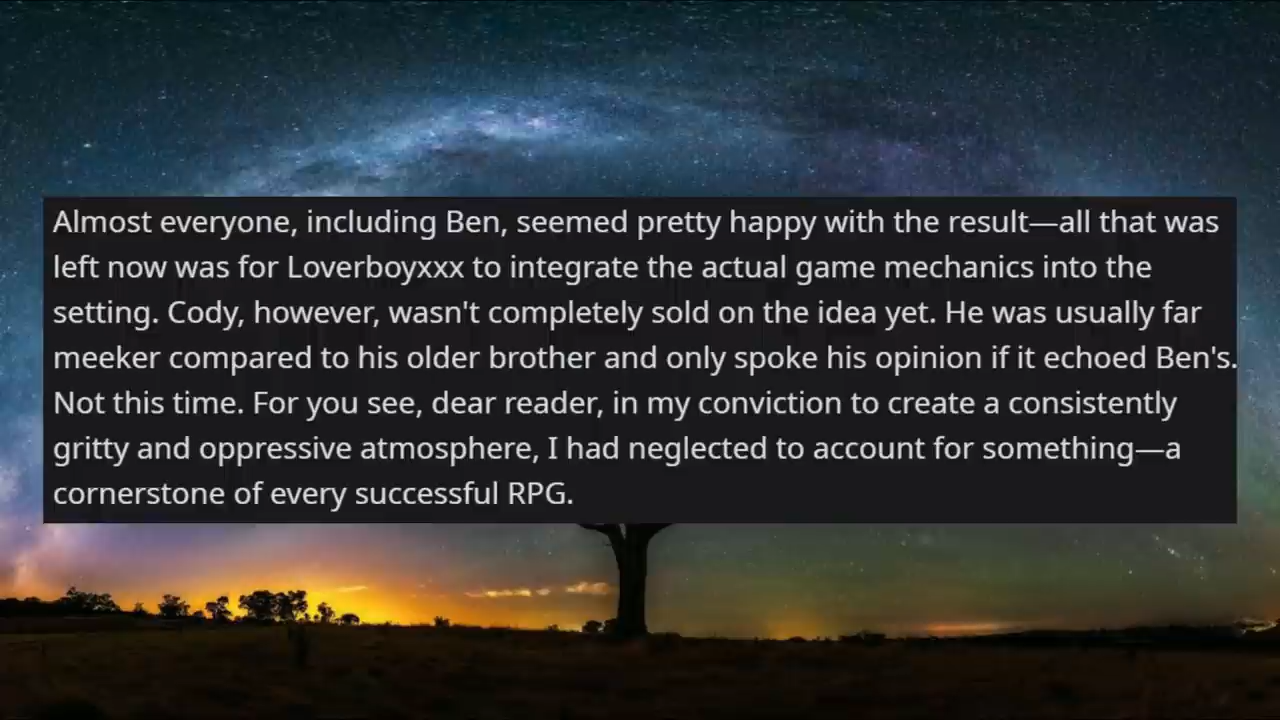 Almost everyone, including Ben, seemed pretty happy with the result—all that was
left now was for Loverboyxxx to integrate the actual game mechanics into the
setting. Cody, however, wasn't completely sold on the idea yet. He was usually far
meeker compared to his older brother and only spoke his opinion if it echoed Ben's.
Not this time. For you see, dear reader, in my conviction to create a consistently
gritty and oppressive atmosphere, I had neglected to account for something—a
cornerstone of every successful RPG.